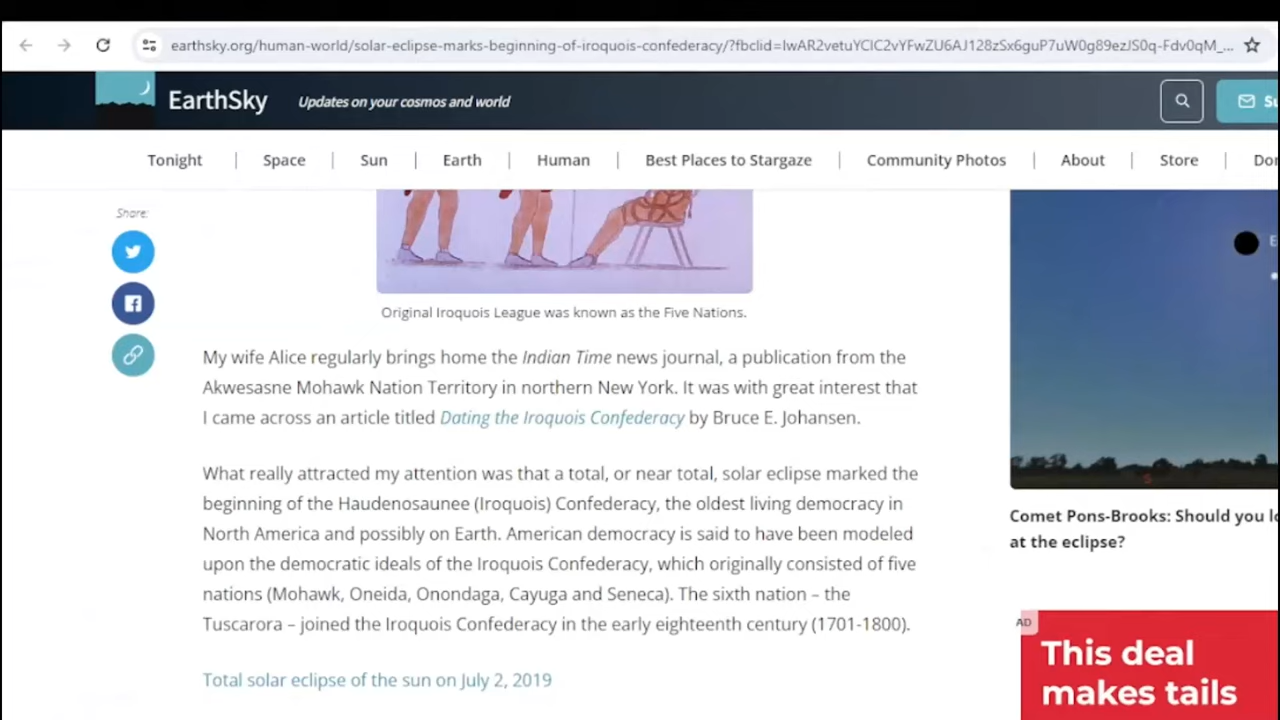 earthsky.org/human-world/solar-eclipse-marks-beginning-of-iroquois-confederacy/?fbclid=IwAR2vetuYClC2vYFwZU6AJ128zSx6guP7uW0g89ezJS0q-Fdv0qM_...
EarthSky Updates on your cosmos and world
Tonight | Space | Sun | Earth | Human | Best Places to Stargaze | Community Photos | About | Store |
Share:
Original Iroquois League was known as the Five Nations.
My wife Alice regularly brings home the Indian Time news journal, a publication from the
Akwesasne Mohawk Nation Territory in northern New York. It was with great interest that
I came across an article titled Dating the Iroquois Confederacy by Bruce E. Johansen.
What really attracted my attention was that a total, or near total, solar eclipse marked the
beginning of the Haudenosaunee (Iroquois) Confederacy, the oldest living democracy in
North America and possibly on Earth. American democracy is said to have been modeled
upon the democratic ideals of the Iroquois Confederacy, which originally consisted of five
nations (Mohawk, Oneida, Onondaga, Cayuga and Seneca). The sixth nation – the
Tuscarora – joined the Iroquois Confederacy in the early eighteenth century (1701-1800).
Total solar eclipse of the sun on July 2, 2019
Comet Pons-Brooks: Should you
at the eclipse?
AD
This deal
makes tails